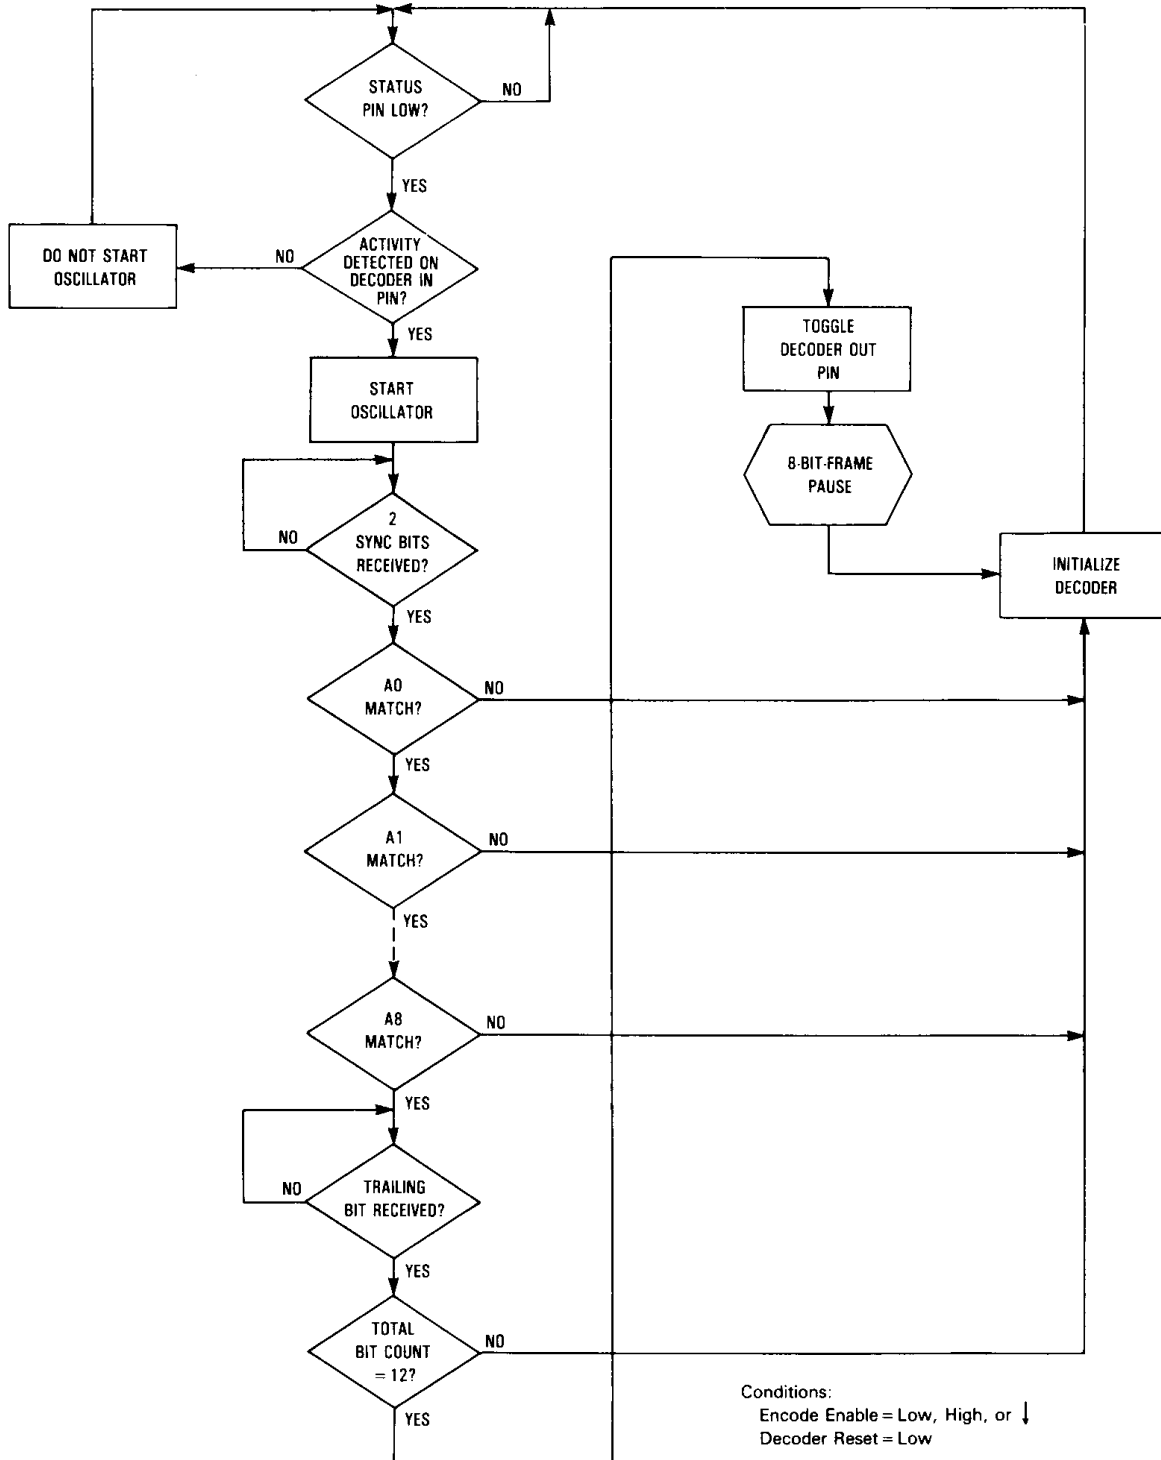 STATUS
PIN LOW?
NO
YES
DO NOT START
OSCILLATOR
NO
ACTIVITY
DETECTED ON
DECODER IN
PIN?
YES
START
OSCILLATOR
TOGGLE
DECODER OUT
PIN
8-BIT-FRAME
PAUSE
INITIALIZE
DECODER
2
SYNC BITS
RECEIVED?
NO
YES
A0
MATCH?
NO
YES
A1
MATCH?
NO
YES
A8
MATCH?
NO
YES
TRAILING
BIT RECEIVED?
NO
YES
TOTAL
BIT COUNT
= 12?
NO
YES
Conditions:
Encode Enable = Low, High, or ↓
Decoder Reset = Low